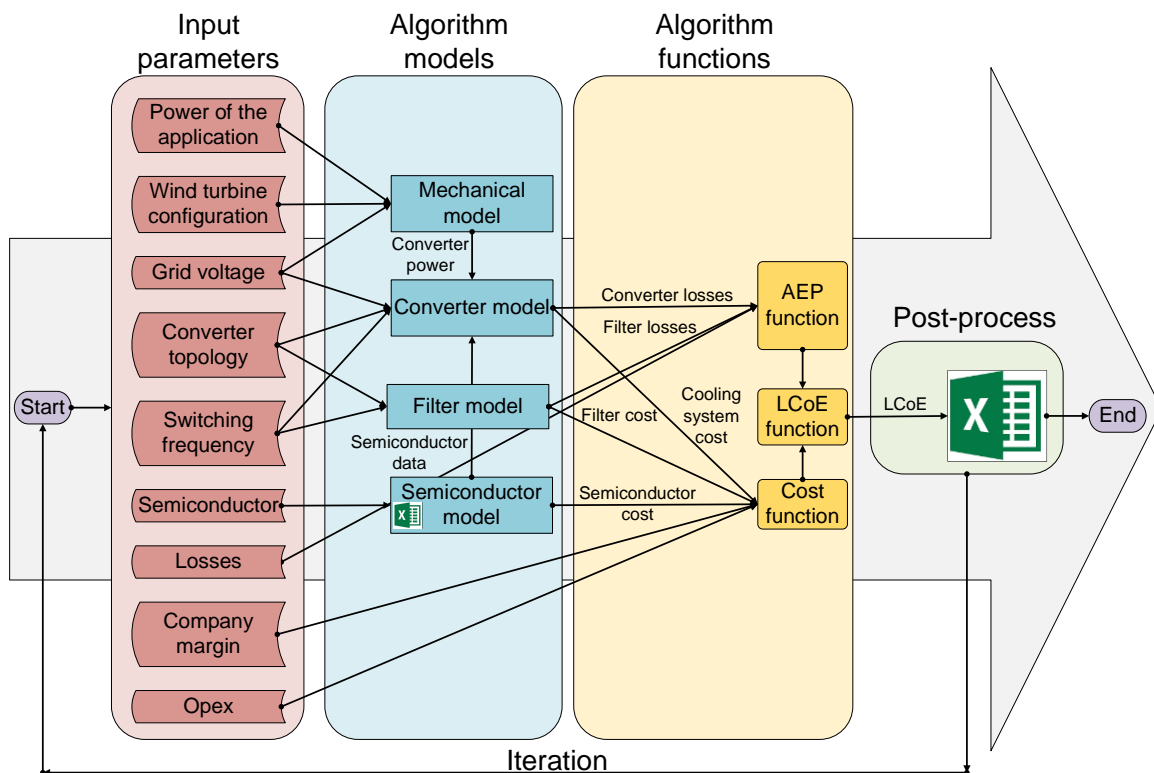 Input
parameters
Algorithm
models
Algorithm
functions
Power of the
application
Wind turbine
configuration
Grid voltage
Converter
topology
Switching
frequency
Semiconductor
Losses
Company
margin
Opex
Start
Mechanical
model
Converter
power
Converter model
Filter model
Semiconductor
data
Semiconductor
model
Converter losses
Filter losses
Filter cost
Cooling
system
cost
Semiconductor
cost
AEP
function
LCoE
function
Cost
function
Post-process
LCoE
X
End
Iteration